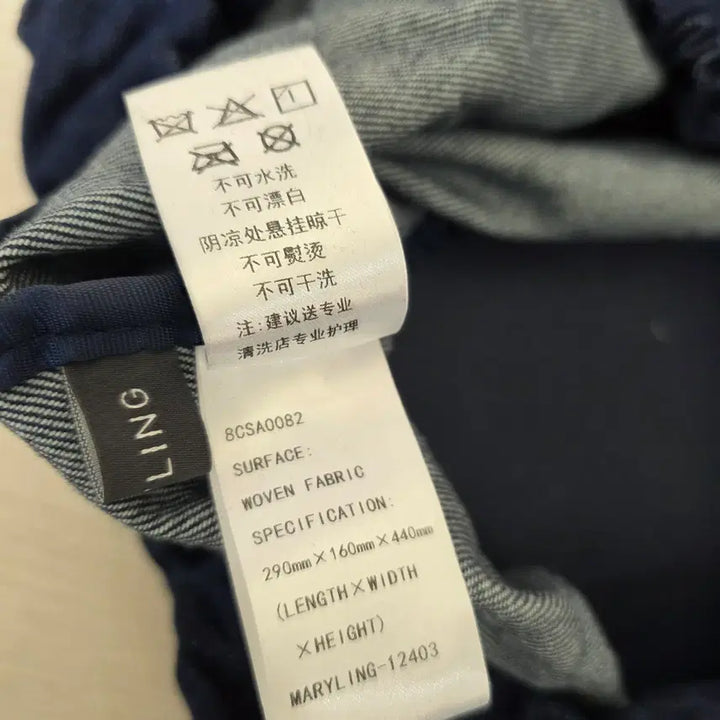 不可水洗
不可漂白
阴凉处悬挂晾干
不可熨烫
不可干洗
注:建议送专业
清洗店专业护理
LING
8CSA0082
SURFACE:
WOVEN FABRIC
SPECIFICATION:
290mm×160mm×440mm
(LENGTH×WIDTH
×HEIGHT)
MARYLING-12403